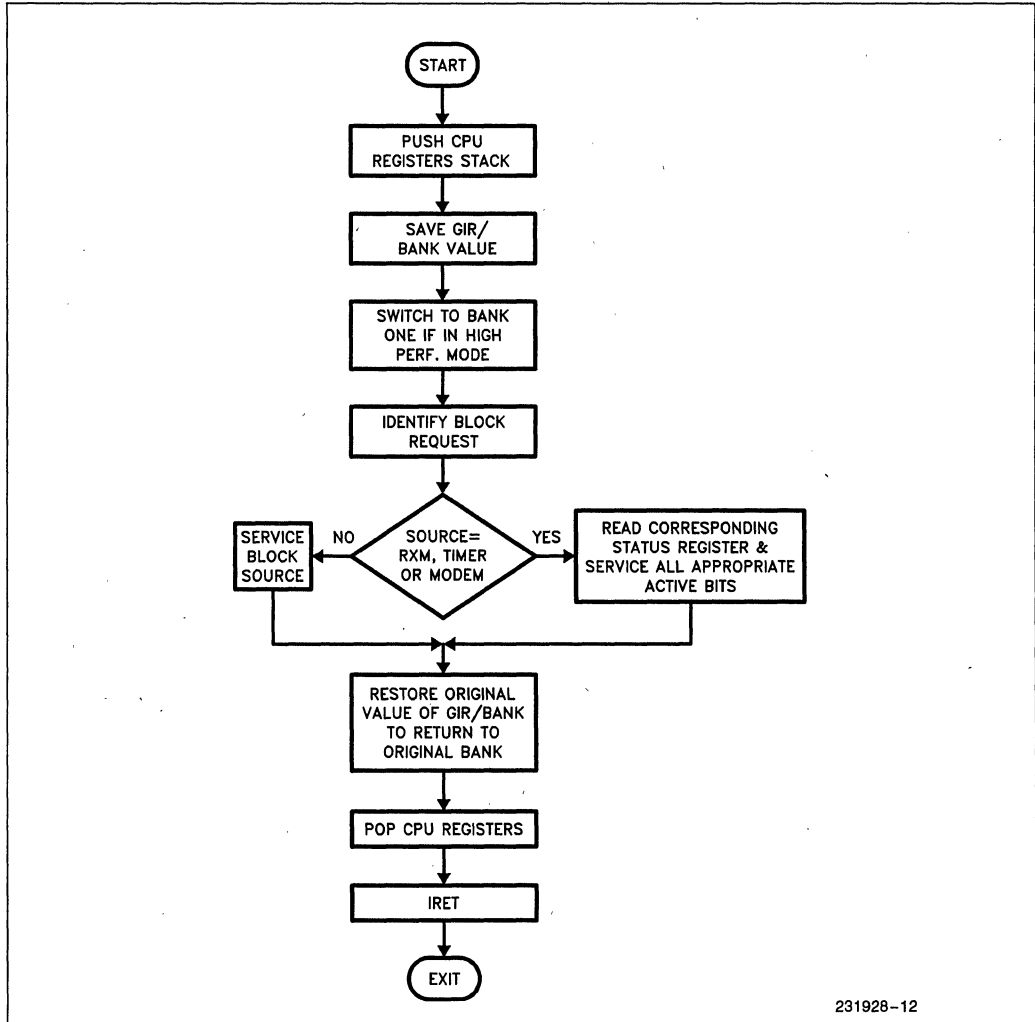 START
PUSH CPU
REGISTERS STACK
SAVE GIR/
BANK VALUE
SWITCH TO BANK
ONE IF IN HIGH
PERF. MODE
IDENTIFY BLOCK
REQUEST
SERVICE
BLOCK
SOURCE
NO
SOURCE=
RXM, TIMER
OR MODEM
YES
READ CORRESPONDING
STATUS REGISTER &
SERVICE ALL APPROPRIATE
ACTIVE BITS
RESTORE ORIGINAL
VALUE OF GIR/BANK
TO RETURN TO
ORIGINAL BANK
POP CPU REGISTERS
IRET
EXIT
231928-12